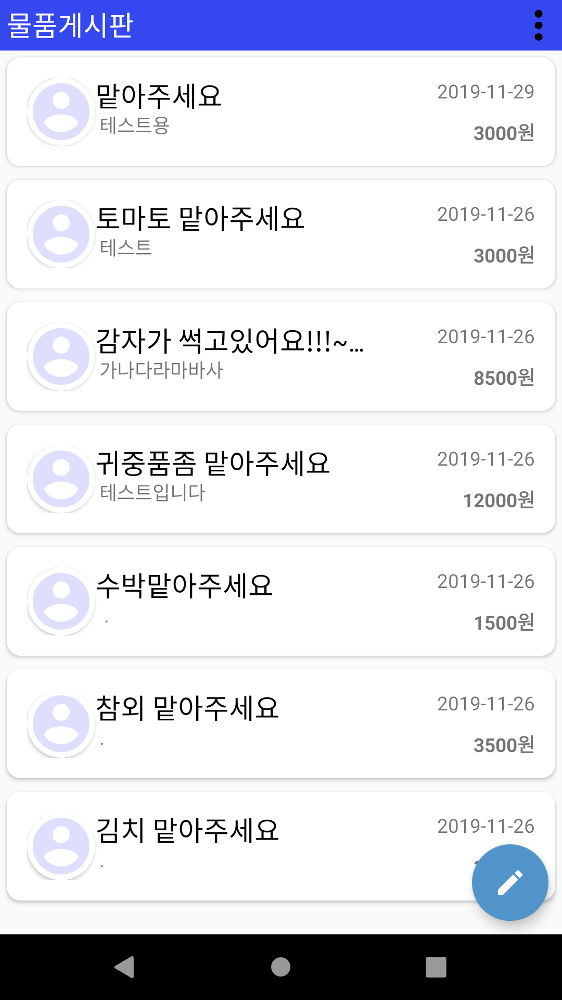 물품게시판
맡아주세요
2019-11-29
테스트용
3000원
토마토 맡아주세요
2019-11-26
테스트
3000원
감자가 썩고있어요!!!~...
2019-11-26
가나다라마바사
8500원
귀중품좀 맡아주세요
2019-11-26
테스트입니다
12000원
수박맡아주세요
2019-11-26
.
1500원
참외 맡아주세요
2019-11-26
.
3500원
김치 맡아주세요
2019-11-26
.